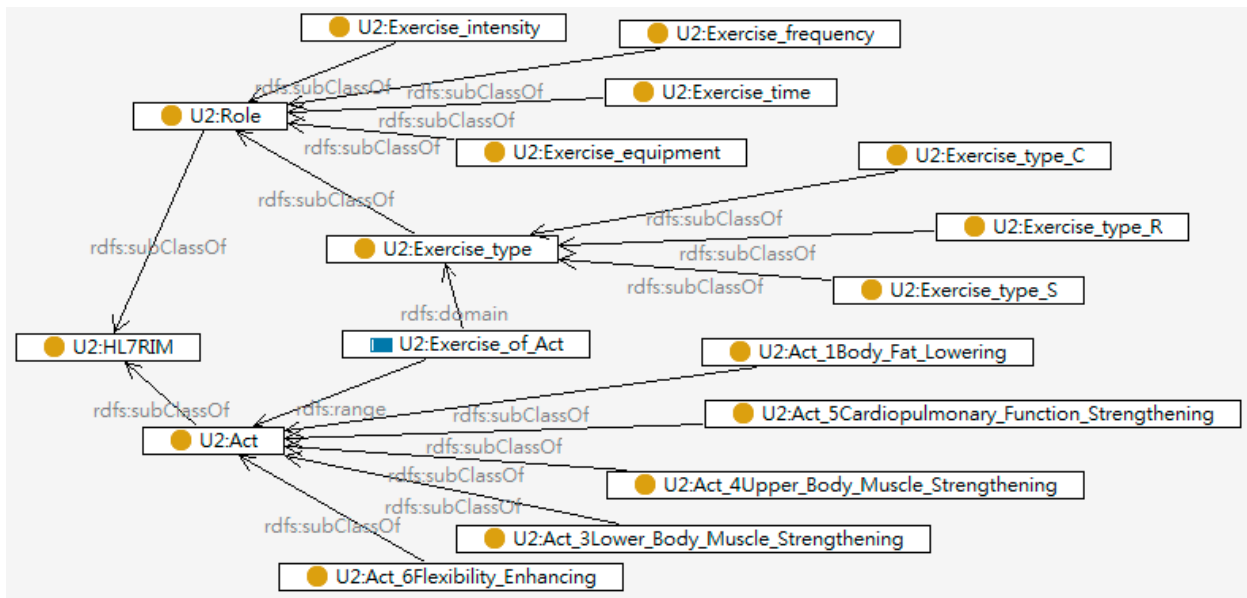 U2:Exercise_intensity
U2:Exercise_frequency
rdfs:subClassOf
rdfs:subClassOf
U2:Exercise_time
U2:Role
rdfs:subClassOf
rdfs:subClassOf
U2:Exercise_equipment
U2:Exercise_type_C
rdfs:subClassOf
rdfs:subClassOf
U2:Exercise_type_R
rdfs:subClassOf
U2:Exercise_type
rdfs:subClassOf
rdfs:subClassOf
U2:Exercise_type_S
rdfs:domain
U2:HL7RIM
U2:Exercise_of_Act
U2:Act_1Body_Fat_Lowering
rdfs:subClassOf
rdfs:range
rdfs:subClassOf
U2:Act_5Cardiopulmonary_Function_Strengthening
U2:Act
rdfs:subClassOf
rdfs:subClassOf
U2:Act_4Upper_Body_Muscle_Strengthening
rdfs:subClassOf
rdfs:subClassOf
U2:Act_3Lower_Body_Muscle_Strengthening
U2:Act_6Flexibility_Enhancing